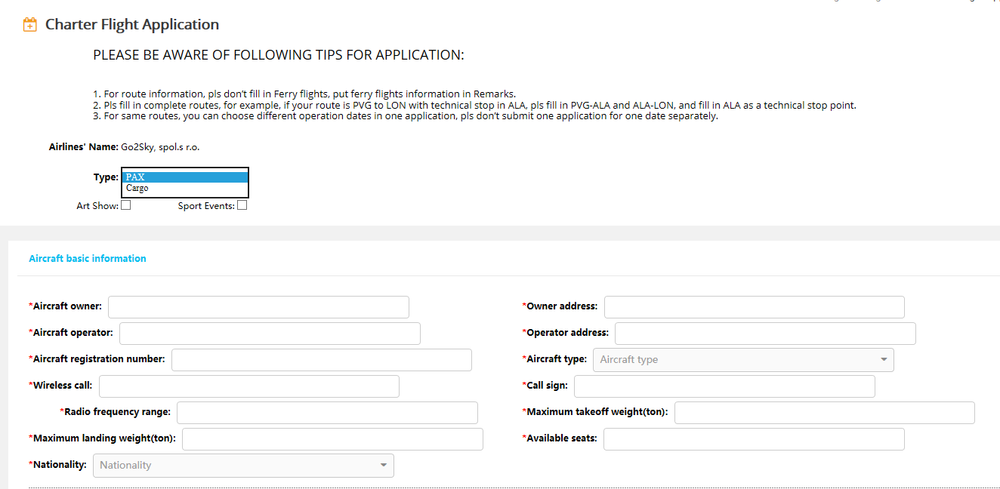 Charter Flight Application
PLEASE BE AWARE OF FOLLOWING TIPS FOR APPLICATION:
1. For route information, pls don't fill in Ferry flights, put ferry flights information in Remarks.
2. Pls fill in complete routes, for example, if your route is PVG to LON with technical stop in ALA, pls fill in PVG-ALA and ALA-LON, and fill in ALA as a technical stop point.
3. For same routes, you can choose different operation dates in one application, pls don't submit one application for one date separately.
Airlines' Name: Go2Sky, spol.s r.o.
Type: PAX
Cargo
Art Show: Sport Events:
Aircraft basic information
*Aircraft owner: *Owner address:
*Aircraft operator: *Operator address:
*Aircraft registration number: *Aircraft type: Aircraft type
*Wireless call: *Call sign:
*Radio frequency range: *Maximum takeoff weight(ton):
*Maximum landing weight(ton): *Available seats:
*Nationality: Nationality